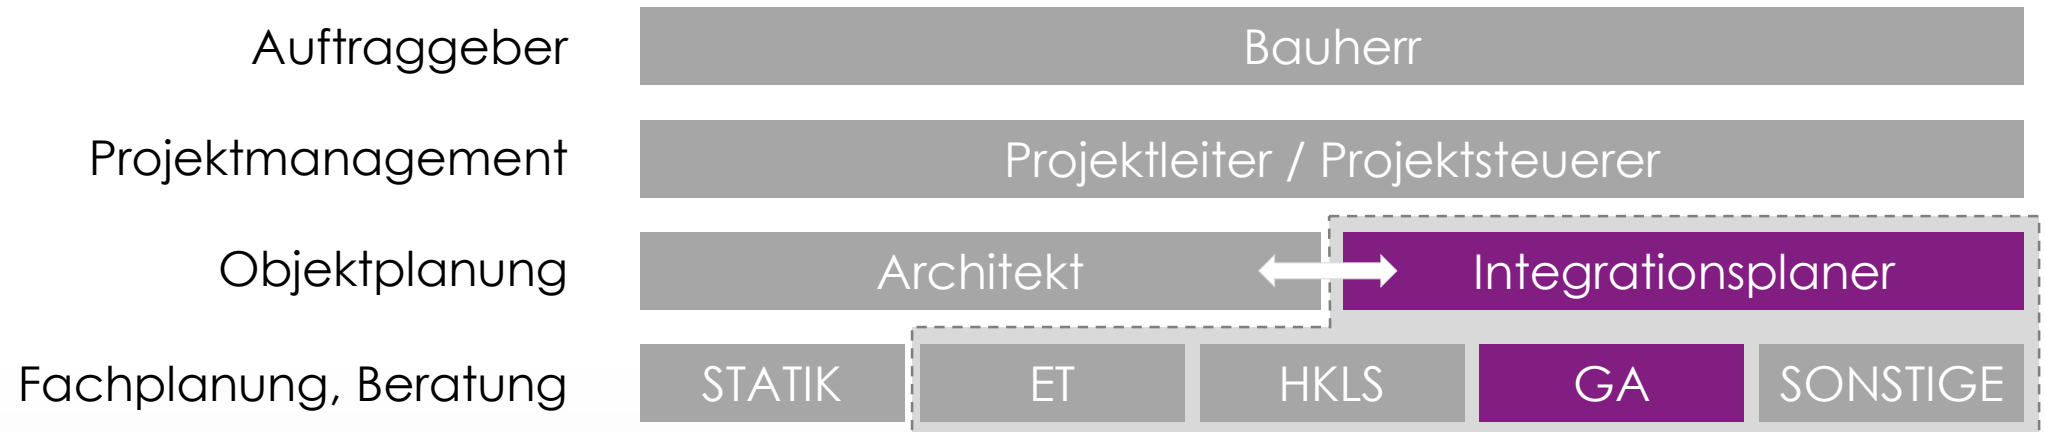 Auftraggeber
Bauherr
Projektmanagement
Projektleiter / Projektsteuerer
Objektplanung
Architekt
Integrationsplaner
Fachplanung, Beratung
STATIK
ET
HKLS
GA
SONSTIGE